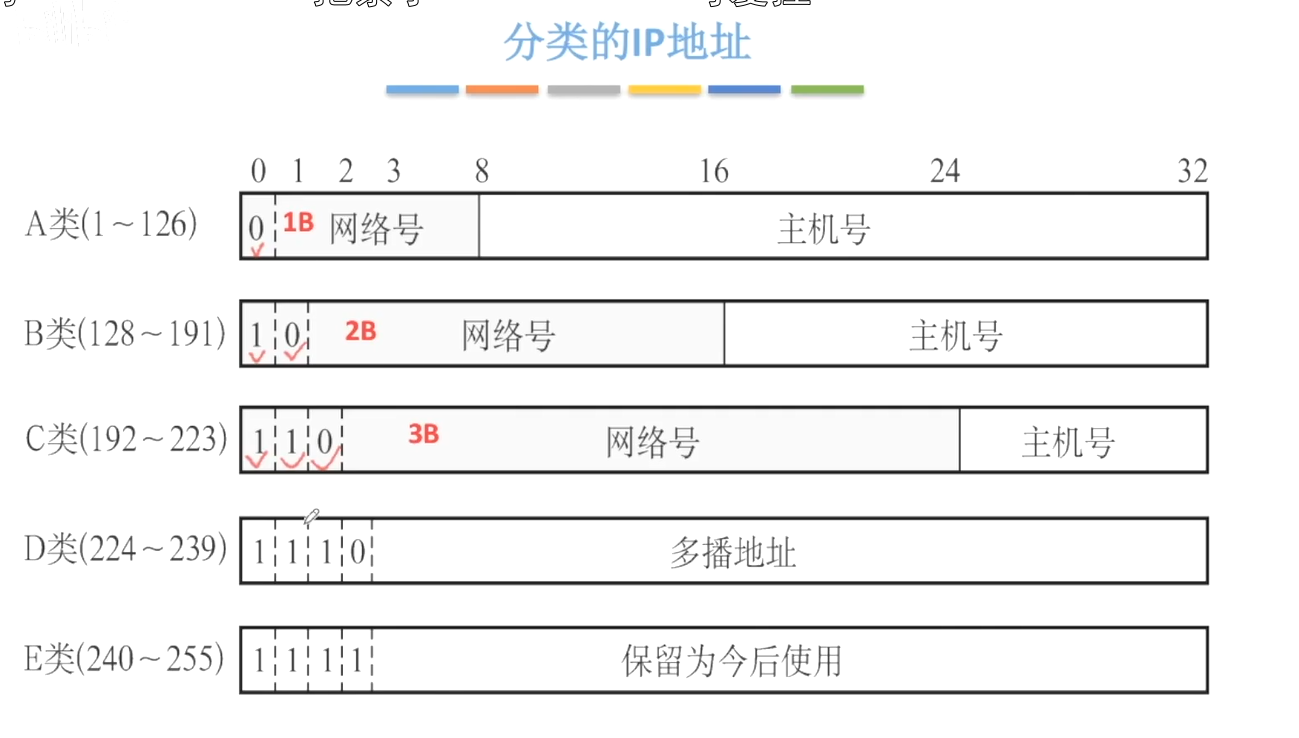 分类的IP地址
0 1 2 3 8 16 24 32
A类(1～126) 0 1B 网络号 主机号
B类(128～191) 1 0 2B 网络号 主机号
C类(192～223) 1 1 0 3B 网络号 主机号
D类(224～239) 1 1 1 0 多播地址
E类(240～255) 1 1 1 1 保留为今后使用